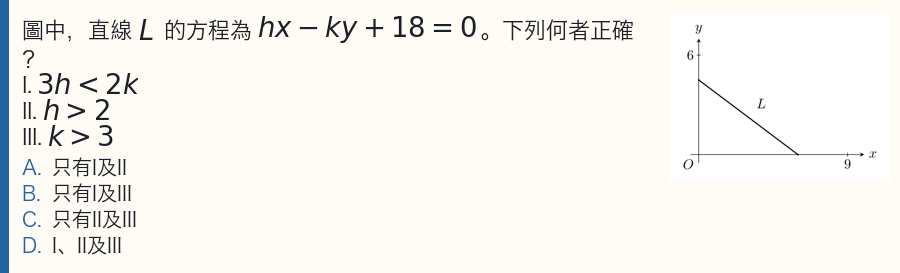 圖中，直線 L 的方程為 hx − ky + 18 = 0。下列何者正確
？
I. 3h < 2k
II. h > 2
III. k > 3
A. 只有I及II
B. 只有I及III
C. 只有II及III
D. I、II及III
y
6
L
O
9
x